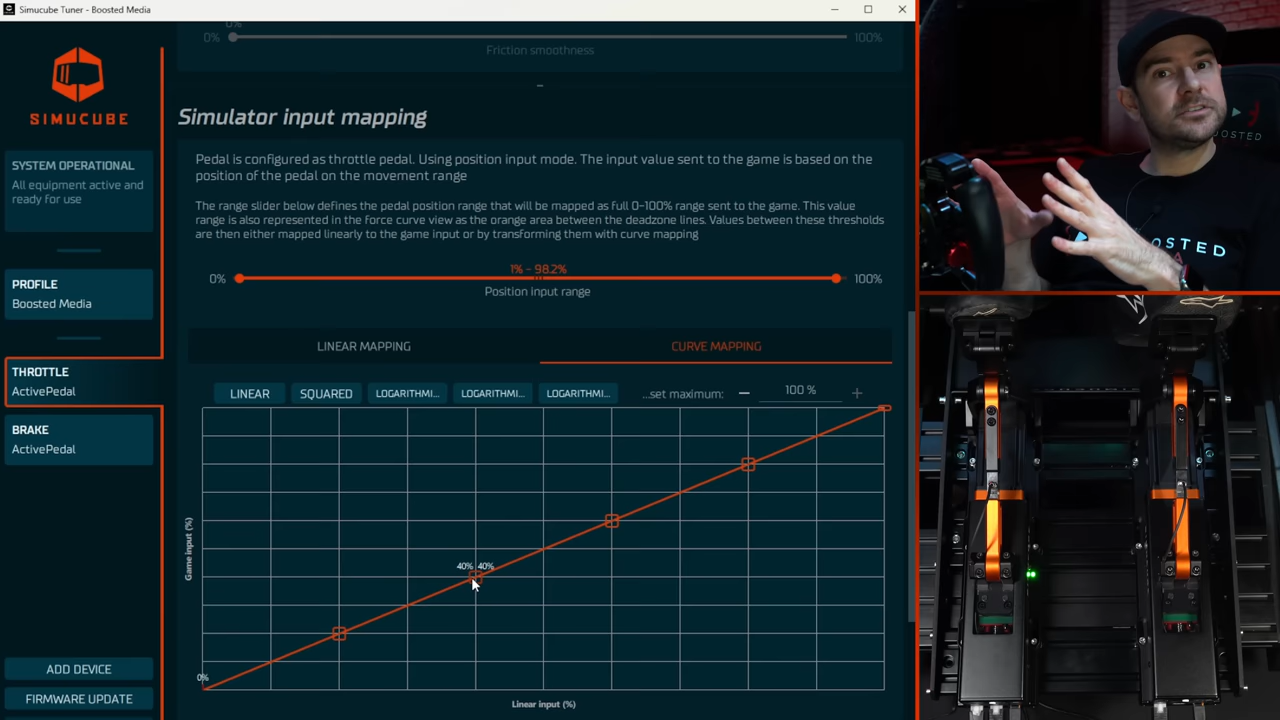 Simucube Tuner - Boosted Media
0%
0%
100%
Friction smoothness
SIMUCUBE
SYSTEM OPERATIONAL
All equipment active and
ready for use
PROFILE
Boosted Media
THROTTLE
ActivePedal
BRAKE
ActivePedal
ADD DEVICE
FIRMWARE UPDATE
Simulator input mapping
Pedal is configured as throttle pedal. Using position input mode. The input value sent to the game is based on the
position of the pedal on the movement range
The range slider below defines the pedal position range that will be mapped as full 0-100% range sent to the game. This value
range is also represented in the force curve view as the orange area between the deadzone lines. Values between these thresholds
are then either mapped linearly to the game input or by transforming them with curve mapping
1% - 98.2%
0%
100%
Position input range
LINEAR MAPPING
CURVE MAPPING
LINEAR
SQUARED
LOGARITHMI...
LOGARITHMI...
LOGARITHMI...
...set maximum:
100 %
Game input (%)
40% 40%
0%
Linear input (%)
OOSTED
BOOSTED